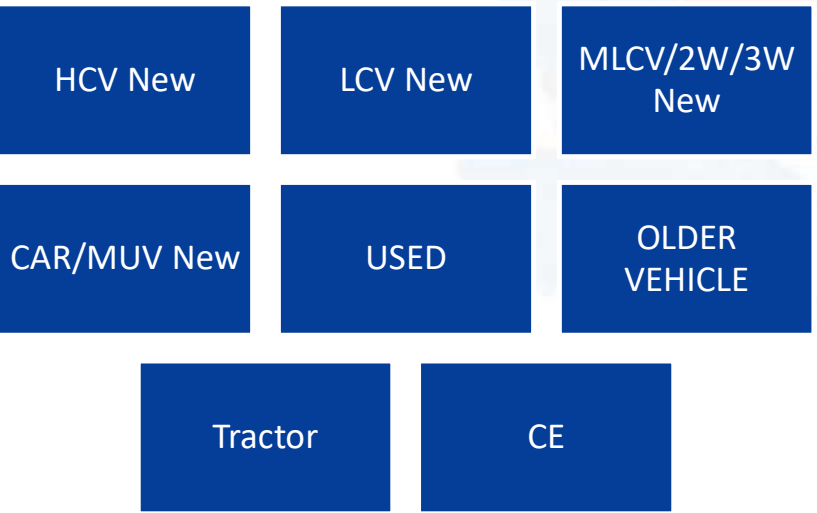 HCV New
LCV New
MLCV/2W/3W
New
CAR/MUV New
USED
OLDER
VEHICLE
Tractor
CE